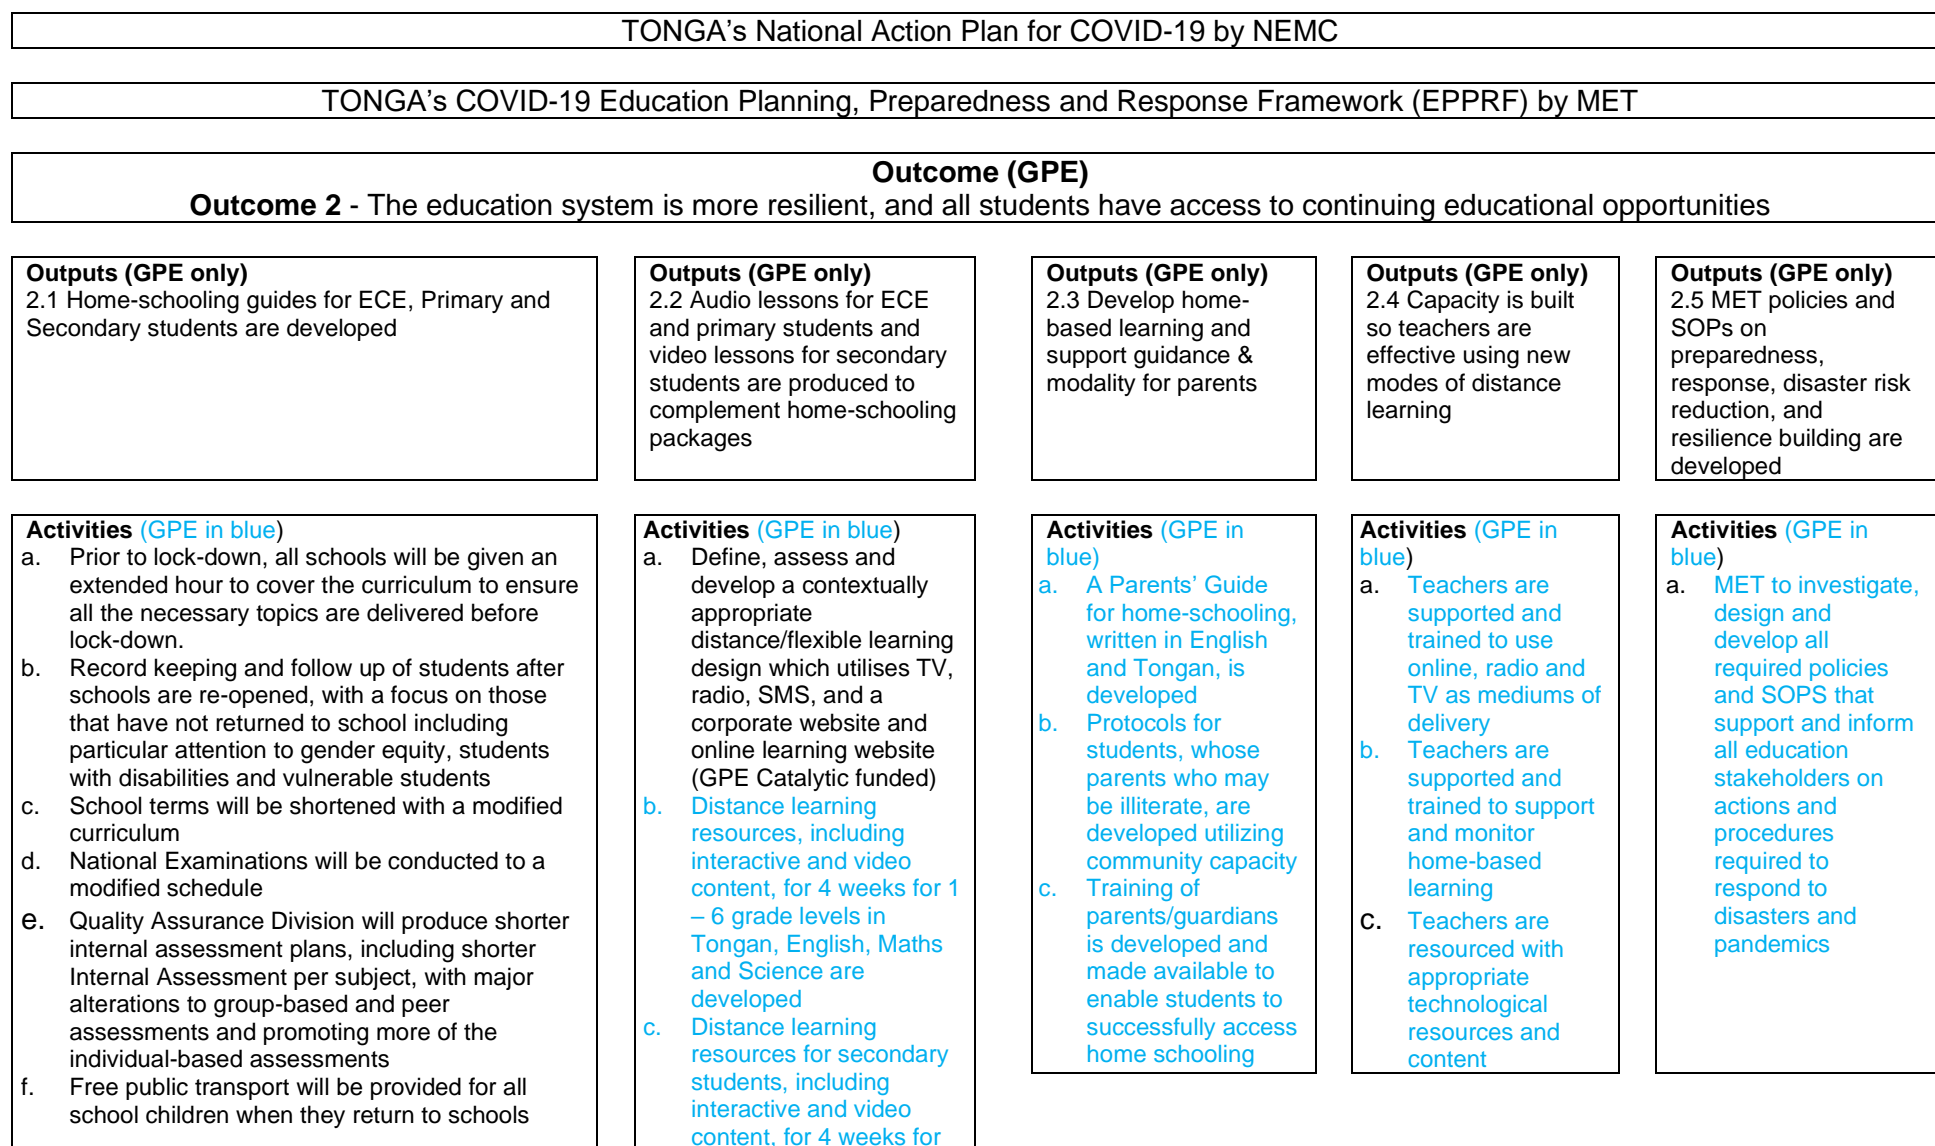 TONGA's National Action Plan for COVID-19 by NEMC
TONGA's COVID-19 Education Planning, Preparedness and Response Framework (EPPRF) by MET
Outcome (GPE)
Outcome 2 - The education system is more resilient, and all students have access to continuing educational opportunities
Outputs (GPE only)
2.1 Home-schooling guides for ECE, Primary and
Secondary students are developed
Outputs (GPE only)
2.2 Audio lessons for ECE
and primary students and
video lessons for secondary
students are produced to
complement home-schooling
packages
Outputs (GPE only)
2.3 Develop home-
based learning and
support guidance &
modality for parents
Outputs (GPE only)
2.4 Capacity is built
so teachers are
effective using new
modes of distance
learning
Outputs (GPE only)
2.5 MET policies and
SOPs on
preparedness,
response, disaster risk
reduction, and
resilience building are
developed
Activities (GPE in blue)
a. Prior to lock-down, all schools will be given an
extended hour to cover the curriculum to ensure
all the necessary topics are delivered before
lock-down.
b. Record keeping and follow up of students after
schools are re-opened, with a focus on those
that have not returned to school including
particular attention to gender equity, students
with disabilities and vulnerable students
c. School terms will be shortened with a modified
curriculum
d. National Examinations will be conducted to a
modified schedule
e. Quality Assurance Division will produce shorter
internal assessment plans, including shorter
Internal Assessment per subject, with major
alterations to group-based and peer
assessments and promoting more of the
individual-based assessments
f. Free public transport will be provided for all
school children when they return to schools
Activities (GPE in blue)
a. Define, assess and
develop a contextually
appropriate
distance/flexible learning
design which utilises TV,
radio, SMS, and a
corporate website and
online learning website
(GPE Catalytic funded)
b. Distance learning
resources, including
interactive and video
content, for 4 weeks for 1
– 6 grade levels in
Tongan, English, Maths
and Science are
developed
c. Distance learning
resources for secondary
students, including
interactive and video
content, for 4 weeks for
Activities (GPE in
blue)
a. A Parents' Guide
for home-schooling,
written in English
and Tongan, is
developed
b. Protocols for
students, whose
parents who may
be illiterate, are
developed utilizing
community capacity
c. Training of
parents/guardians
is developed and
made available to
enable students to
successfully access
home schooling
Activities (GPE in
blue)
a. Teachers are
supported and
trained to use
online, radio and
TV as mediums of
delivery
b. Teachers are
supported and
trained to support
and monitor
home-based
learning
c. Teachers are
resourced with
appropriate
technological
resources and
content
Activities (GPE in
blue)
a. MET to investigate,
design and
develop all
required policies
and SOPS that
support and inform
all education
stakeholders on
actions and
procedures
required to
respond to
disasters and
pandemics